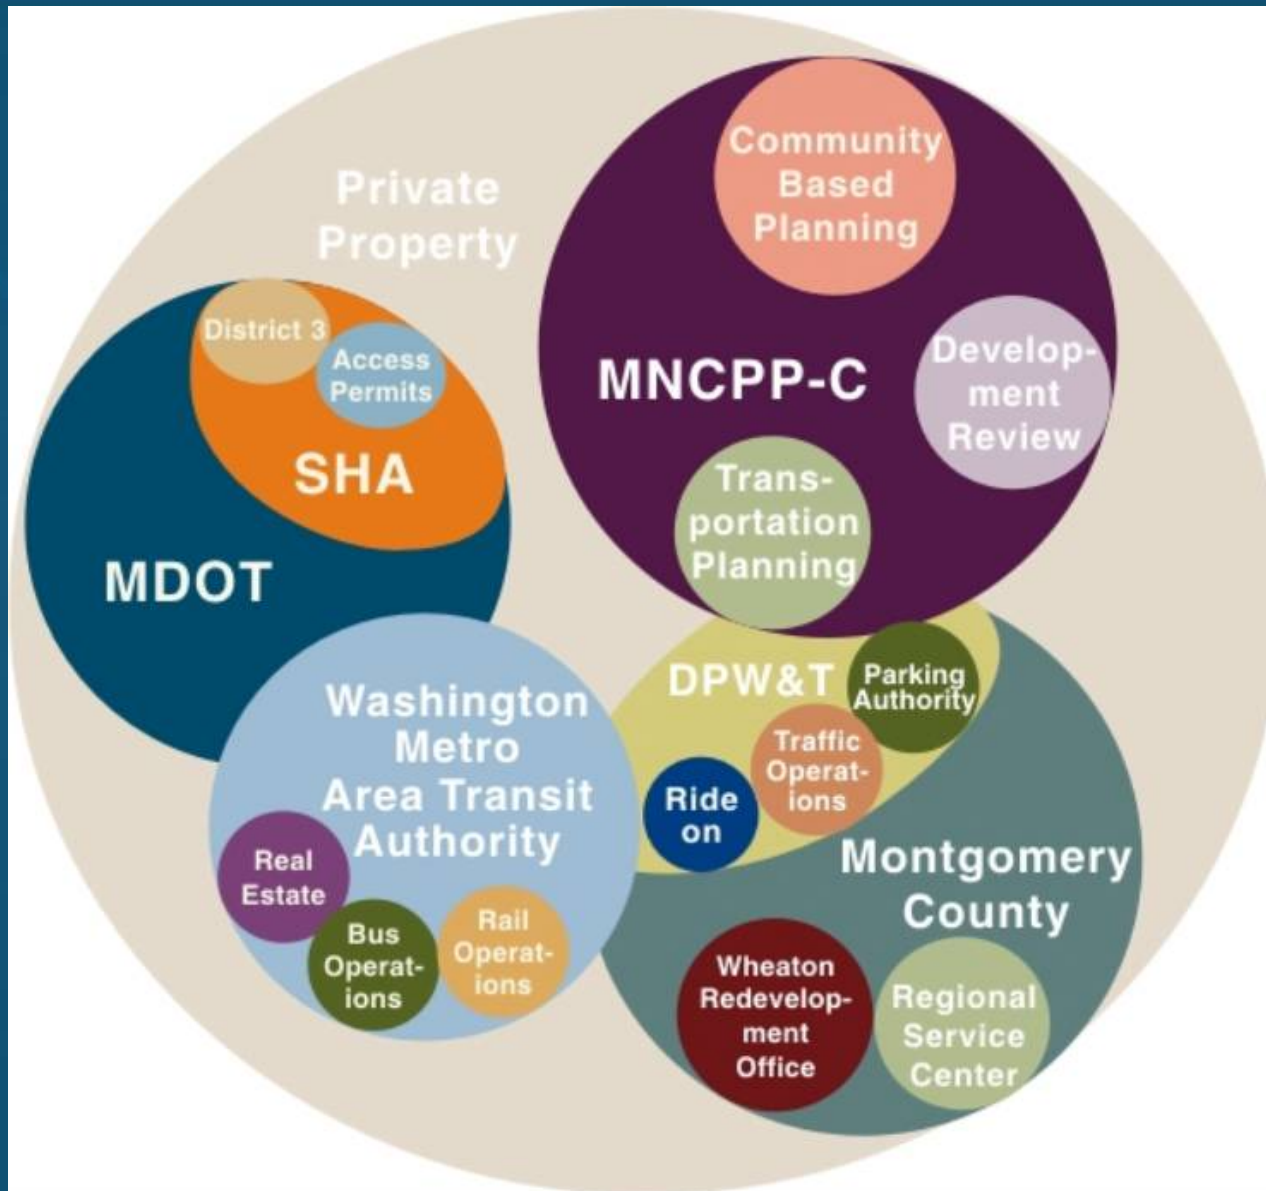 Private
Property
Community
Based
Planning
MNCPP-C
Develop-
ment
Review
Trans-
portation
Planning
District 3
Access
Permits
SHA
MDOT
Washington
Metro
Area Transit
Authority
Real
Estate
Bus
Operat-
ions
Rail
Operat-
ions
DPW&T
Parking
Authority
Traffic
Operat-
ions
Ride
on
Montgomery
County
Wheaton
Redevelop-
ment
Office
Regional
Service
Center